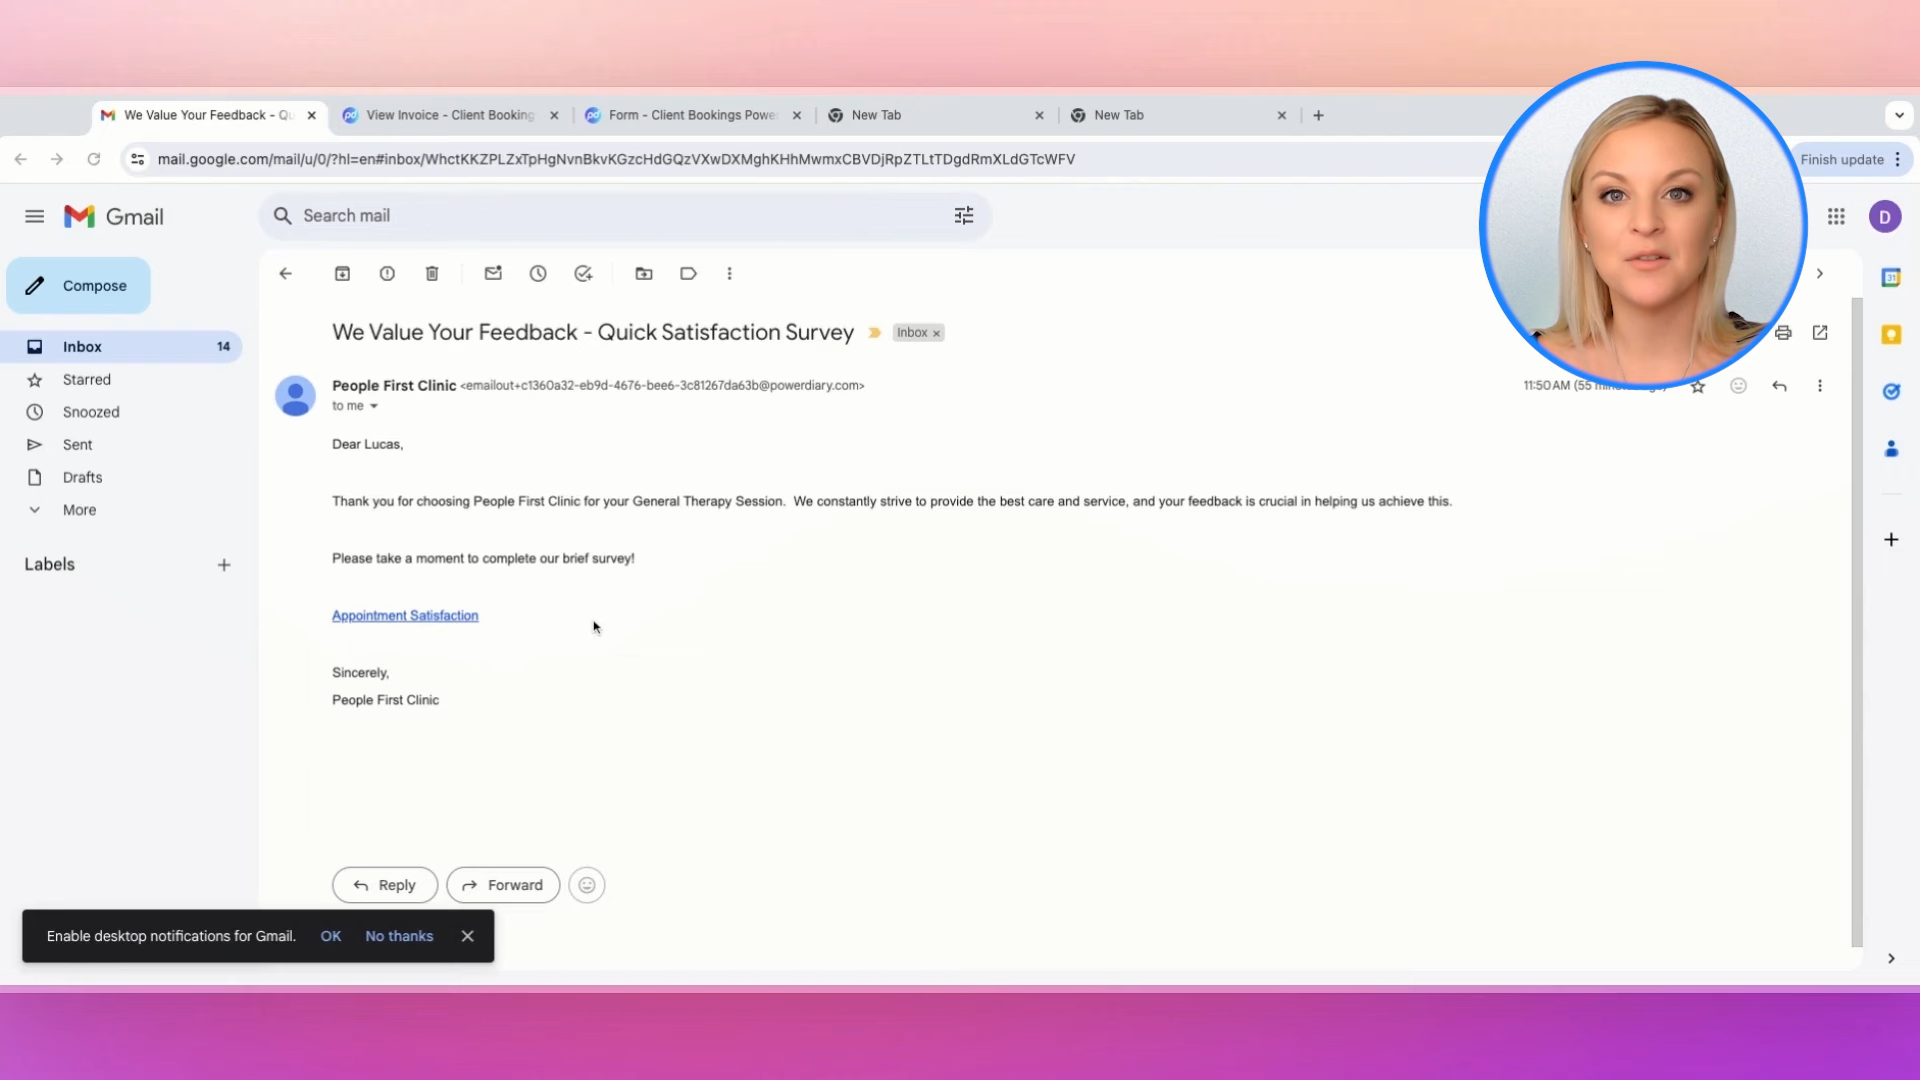 We Value Your Feedback - Qu
View Invoice - Client Booking
Form - Client Bookings Power
New Tab
New Tab
mail.google.com/mail/u/0/?hl=en#inbox/WhctKKZPLZxTpHgNvnBkvKGzcHdGQzVXwDXMghKHhMwmxCBVDjRpZTLtTDgdRmXLdGTcWFV
Finish update
Gmail
Search mail
D
Compose
31
We Value Your Feedback - Quick Satisfaction Survey
Inbox
Inbox 14
People First Clinic <emailout+c1360a32-eb9d-4676-bee6-3c81267da63b@powerdiary.com>
11:50 AM (55
to me
Starred
Snoozed
Sent
Drafts
More
Labels
Dear Lucas,
Thank you for choosing People First Clinic for your General Therapy Session. We constantly strive to provide the best care and service, and your feedback is crucial in helping us achieve this.
Please take a moment to complete our brief survey!
Appointment Satisfaction
Sincerely,
People First Clinic
Reply
Forward
Enable desktop notifications for Gmail. OK No thanks